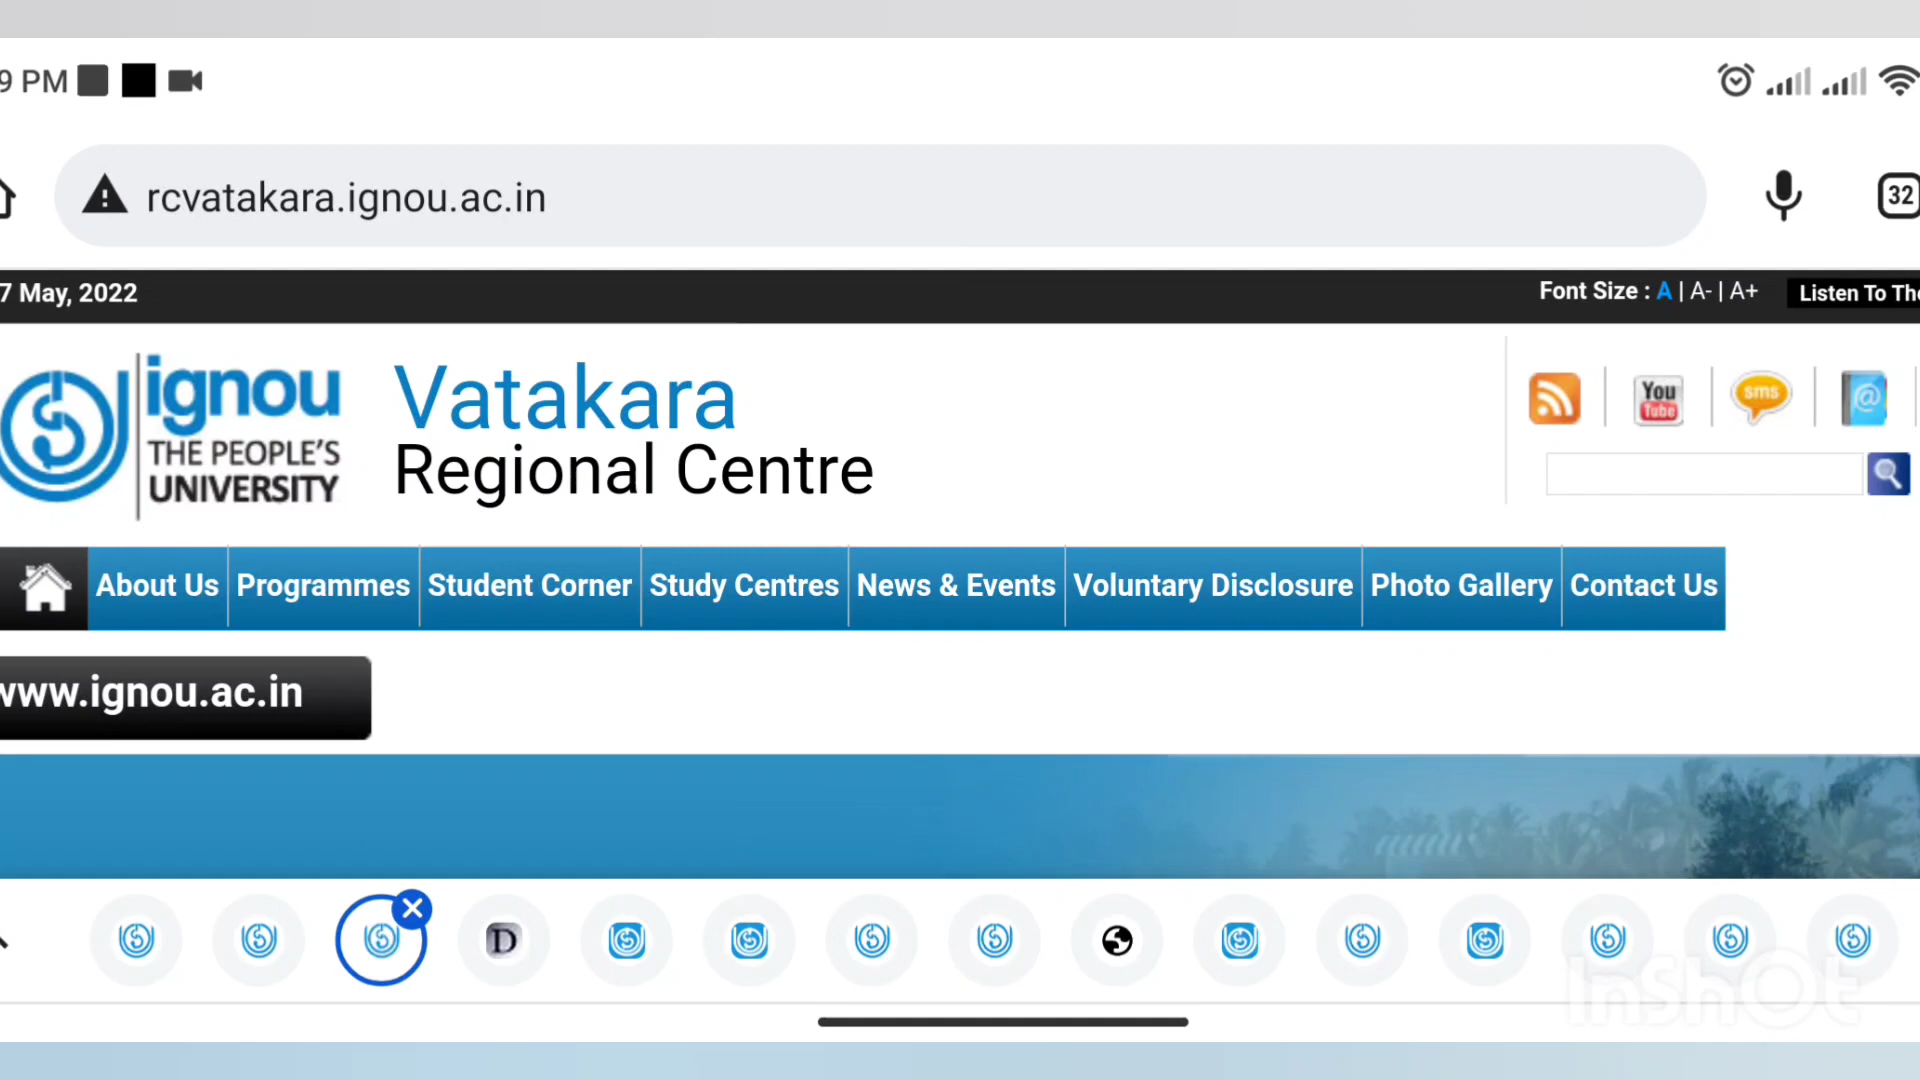 9 PM
rcvatakara.ignou.ac.in
32
7 May, 2022
Font Size : A | A- | A+
Listen To The
ignou
THE PEOPLE'S
UNIVERSITY
Vatakara
Regional Centre
You
Tube
sms
@
About Us
Programmes
Student Corner
Study Centres
News & Events
Voluntary Disclosure
Photo Gallery
Contact Us
www.ignou.ac.in
D
InShOt